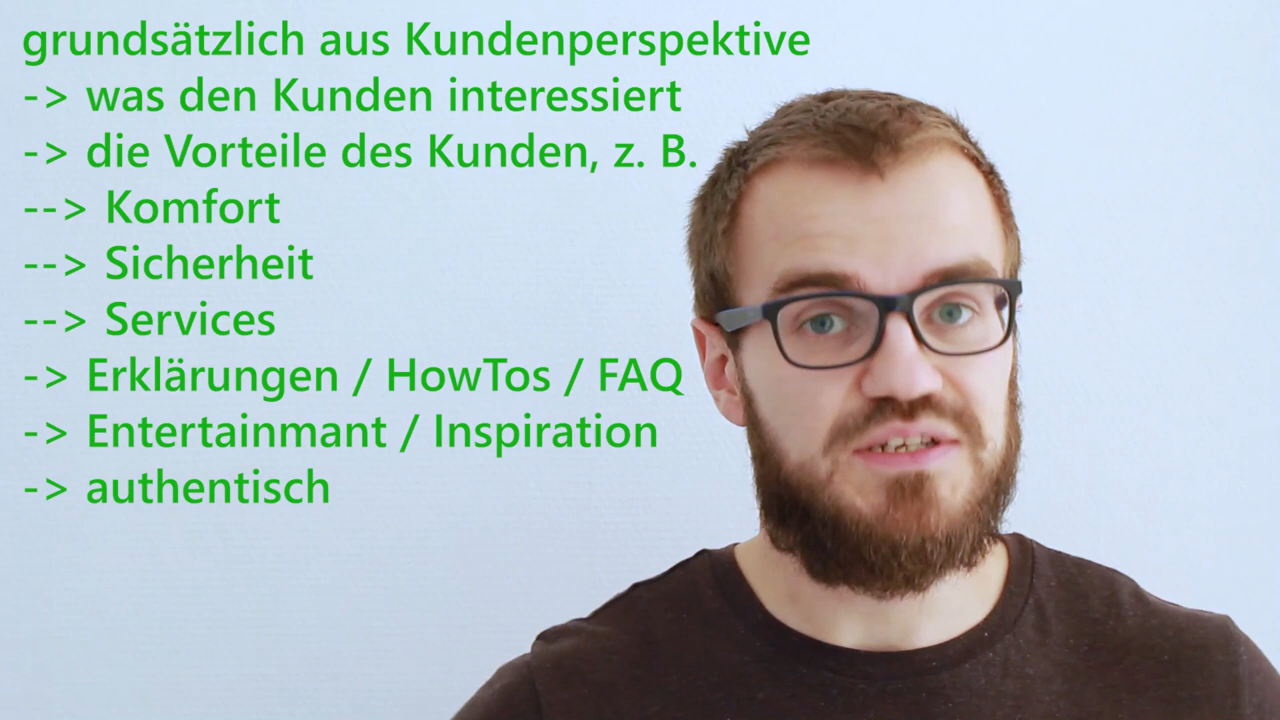 grundsätzlich aus Kundenperspektive
-> was den Kunden interessiert
-> die Vorteile des Kunden, z. B.
--> Komfort
--> Sicherheit
--> Services
-> Erklärungen / HowTos / FAQ
-> Entertainmant / Inspiration
-> authentisch